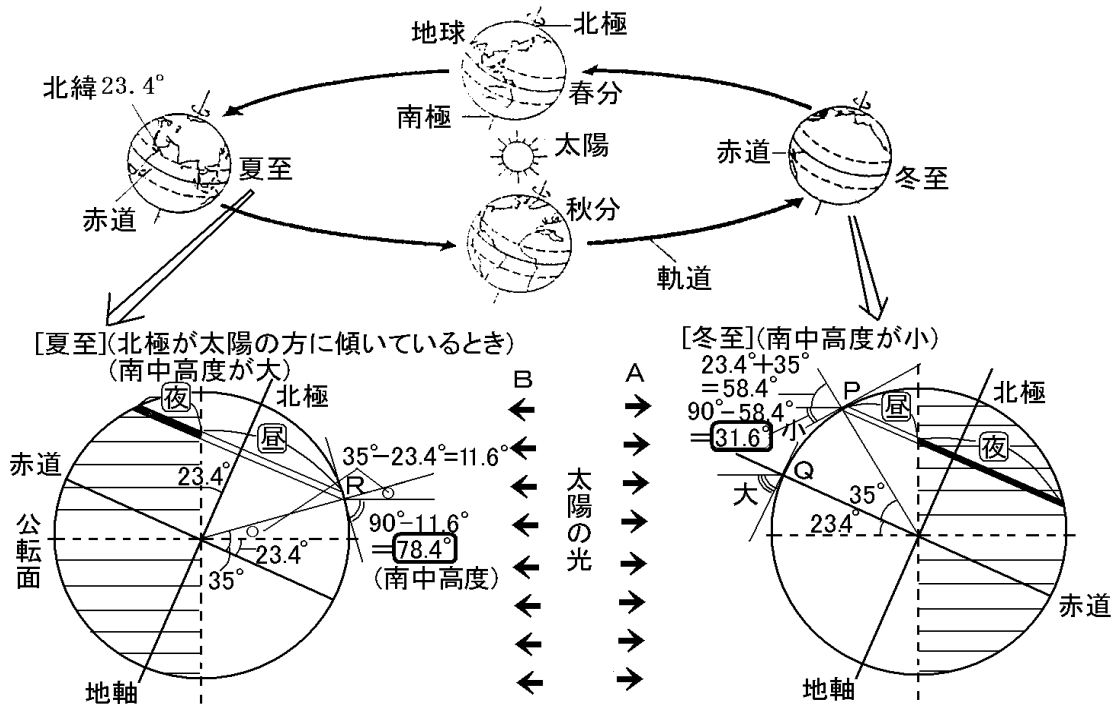 北極
地球
北緯23.4°
春分
南極
太陽
赤道
夏至
赤道
冬至
秋分
軌道
[夏至](北極が太陽の方に傾いているとき)
(南中高度が大)
夜
北極
昼
赤道
23.4°
35°−23.4°=11.6°
R
90°−11.6°
=78.4°
(南中高度)
公転面
23.4°
35°
地軸
B
A
太陽の光
[冬至](南中高度が小)
23.4°+35°
=58.4°
P
90°−58.4°
=31.6°
小
昼
北極
夜
Q
大
35°
23.4°
赤道
地軸